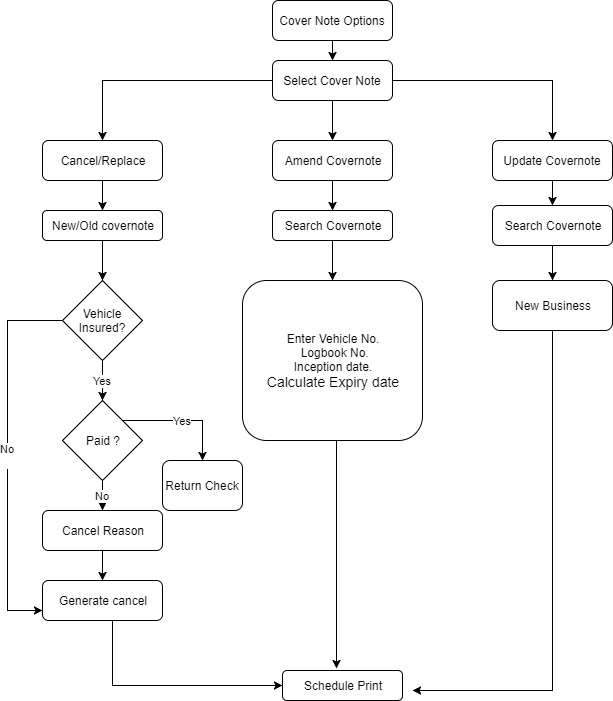 Cover Note Options
Select Cover Note
Cancel/Replace
Amend Covernote
Update Covernote
New/Old covernote
Search Covernote
Search Covernote
Vehicle
Insured?
Enter Vehicle No.
Logbook No.
Inception date.
Calculate Expiry date
New Business
Yes
No
Paid ?
Yes
Return Check
No
Cancel Reason
Generate cancel
Schedule Print